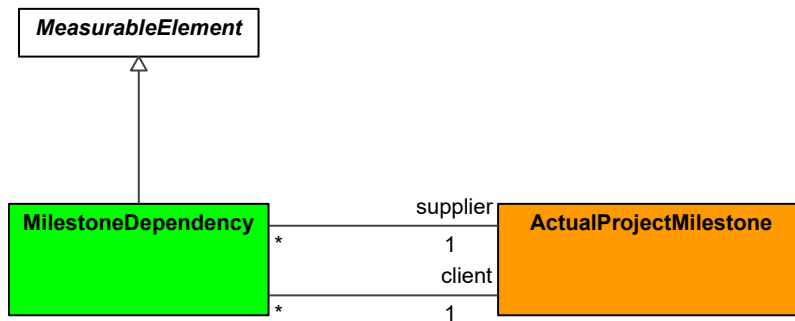 MeasurableElement
supplier
MilestoneDependency
ActualProjectMilestone
* 1
client
* 1